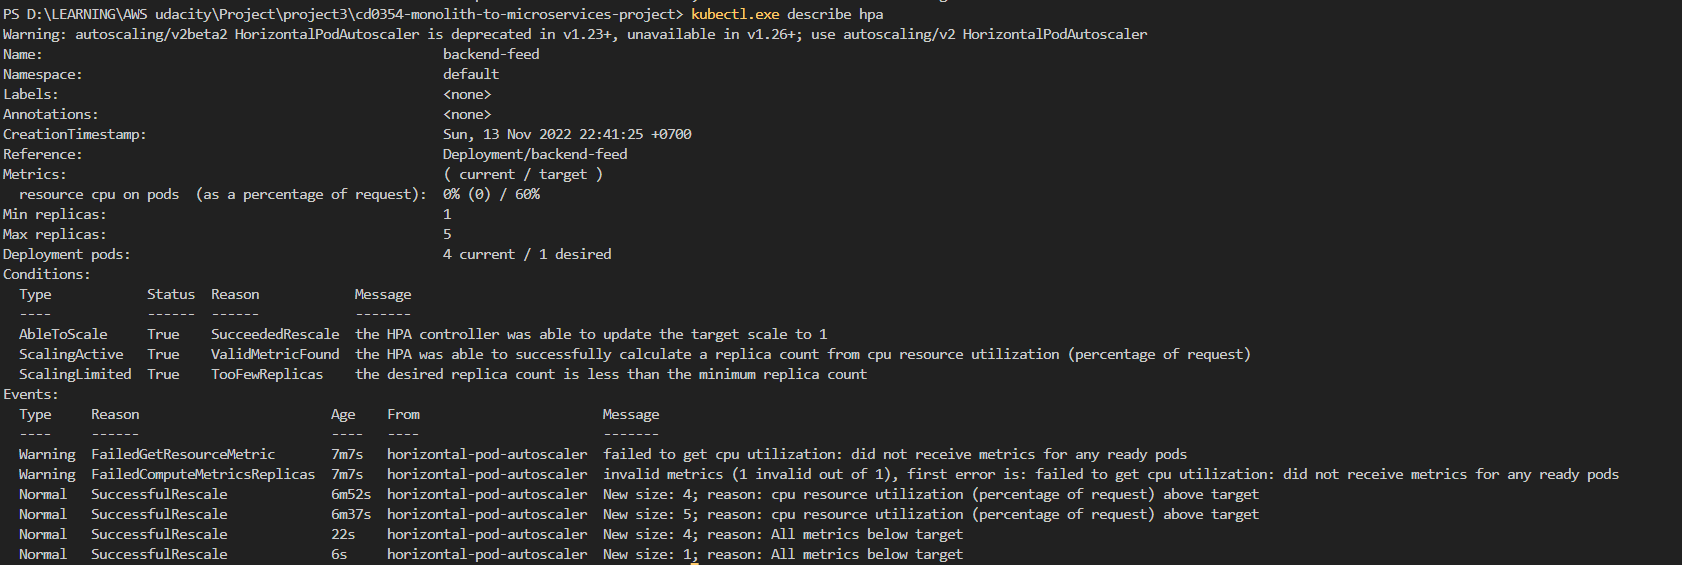 PS D:\LEARNING\AWS udacity\Project\project3\cd0354-monolith-to-microservices-project> kubectl.exe describe hpa
Warning: autoscaling/v2beta2 HorizontalPodAutoscaler is deprecated in v1.23+, unavailable in v1.26+; use autoscaling/v2 HorizontalPodAutoscaler
Name: backend-feed
Namespace: default
Labels: <none>
Annotations: <none>
CreationTimestamp: Sun, 13 Nov 2022 22:41:25 +0700
Reference: Deployment/backend-feed
Metrics: ( current / target )
  resource cpu on pods  (as a percentage of request):  0% (0) / 60%
Min replicas: 1
Max replicas: 5
Deployment pods: 4 current / 1 desired
Conditions:
  Type            Status  Reason            Message
  ----            ------  ------            -------
  AbleToScale     True    SucceededRescale  the HPA controller was able to update the target scale to 1
  ScalingActive   True    ValidMetricFound  the HPA was able to successfully calculate a replica count from cpu resource utilization (percentage of request)
  ScalingLimited  True    TooFewReplicas    the desired replica count is less than the minimum replica count
Events:
  Type     Reason                        Age    From                       Message
  ----     ------                        ----   ----                       -------
  Warning  FailedGetResourceMetric       7m7s   horizontal-pod-autoscaler  failed to get cpu utilization: did not receive metrics for any ready pods
  Warning  FailedComputeMetricsReplicas  7m7s   horizontal-pod-autoscaler  invalid metrics (1 invalid out of 1), first error is: failed to get cpu utilization: did not receive metrics for any ready pods
  Normal   SuccessfulRescale             6m52s  horizontal-pod-autoscaler  New size: 4; reason: cpu resource utilization (percentage of request) above target
  Normal   SuccessfulRescale             6m37s  horizontal-pod-autoscaler  New size: 5; reason: cpu resource utilization (percentage of request) above target
  Normal   SuccessfulRescale             22s    horizontal-pod-autoscaler  New size: 4; reason: All metrics below target
  Normal   SuccessfulRescale             6s     horizontal-pod-autoscaler  New size: 1; reason: All metrics below target